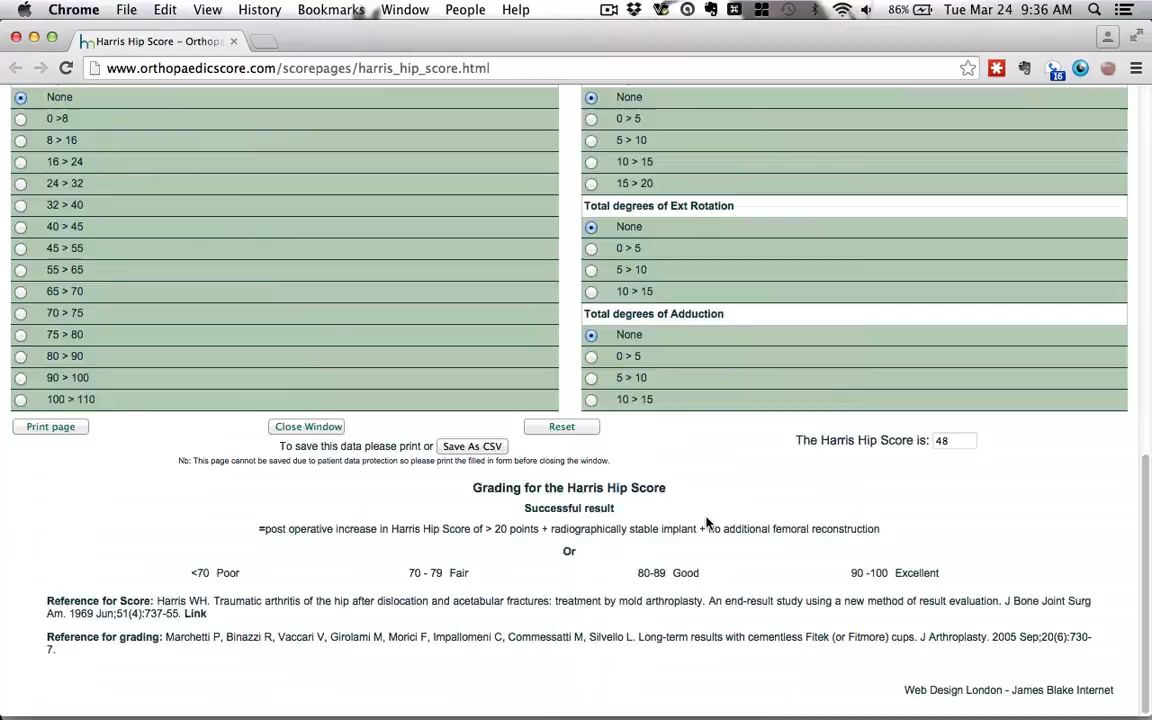 Chrome File Edit View History Bookmarks Window People Help 86% Tue Mar 24 9:36 AM
Harris Hip Score – Orthopa
www.orthopaedicscore.com/scorepages/harris_hip_score.html
16
None
0 >8
8 > 16
16 > 24
24 > 32
32 > 40
40 > 45
45 > 55
55 > 65
65 > 70
70 > 75
75 > 80
80 > 90
90 > 100
100 > 110
None
0 > 5
5 > 10
10 > 15
15 > 20
Total degrees of Ext Rotation
None
0 > 5
5 > 10
10 > 15
Total degrees of Adduction
None
0 > 5
5 > 10
10 > 15
Print page Close Window Reset
To save this data please print or Save As CSV
The Harris Hip Score is: 48
Nb: This page cannot be saved due to patient data protection so please print the filled in form before closing the window.
Grading for the Harris Hip Score
Successful result
=post operative increase in Harris Hip Score of > 20 points + radiographically stable implant + no additional femoral reconstruction
Or
<70 Poor 70 - 79 Fair 80-89 Good 90 -100 Excellent
Reference for Score: Harris WH. Traumatic arthritis of the hip after dislocation and acetabular fractures: treatment by mold arthroplasty. An end-result study using a new method of result evaluation. J Bone Joint Surg
Am. 1969 Jun;51(4):737-55. Link
Reference for grading: Marchetti P, Binazzi R, Vaccari V, Girolami M, Morici F, Impallomeni C, Commessatti M, Silvello L. Long-term results with cementless Fitek (or Fitmore) cups. J Arthroplasty. 2005 Sep;20(6):730-
7.
Web Design London - James Blake Internet